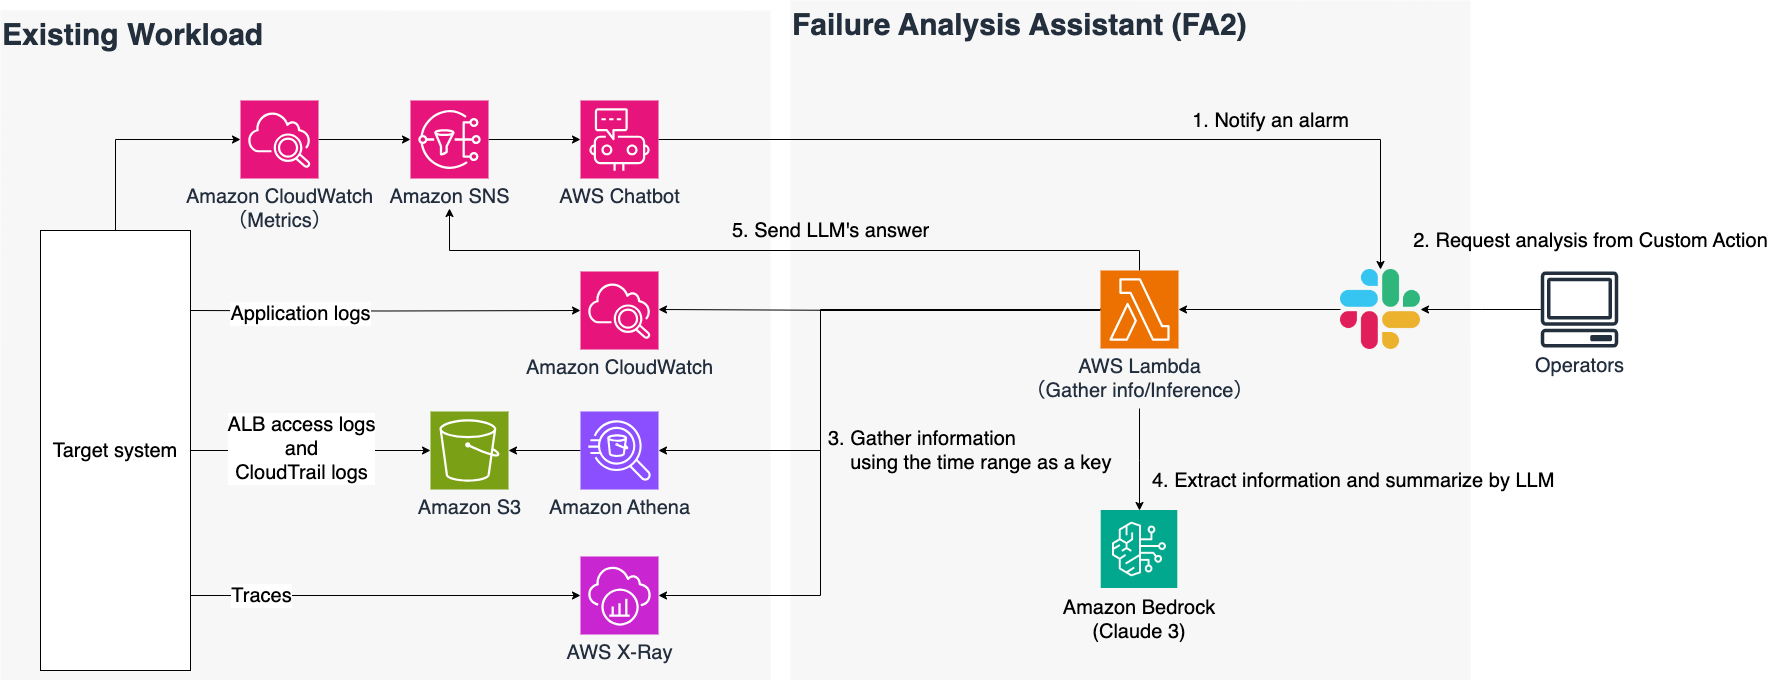 Existing Workload
Failure Analysis Assistant (FA2)
1. Notify an alarm
Amazon CloudWatch
（Metrics）
Amazon SNS
AWS Chatbot
5. Send LLM's answer
2. Request analysis from Custom Action
Application logs
Amazon CloudWatch
AWS Lambda
（Gather info/Inference）
Operators
Target system
ALB access logs
and
CloudTrail logs
Amazon S3
Amazon Athena
3. Gather information
using the time range as a key
4. Extract information and summarize by LLM
Traces
AWS X-Ray
Amazon Bedrock
(Claude 3)